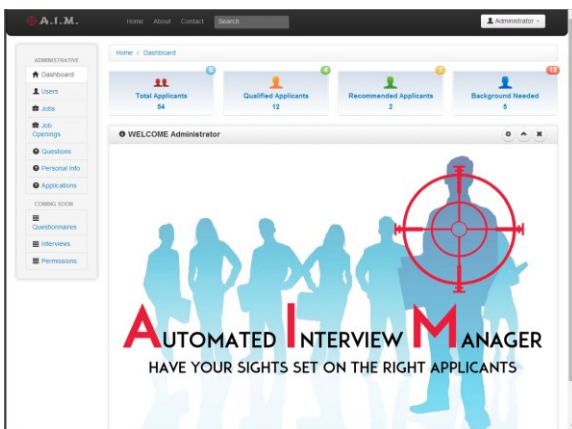 A.I.M.
Home About Contact Search
Administrator
Home / Dashboard
ADMINISTRATIVE
Dashboard
Users
Jobs
Job
Openings
Questions
Personal Info
Applications
COMING SOON
Questionnaires
Interviews
Permissions
Total Applicants
54
Qualified Applicants
12
4
Recommended Applicants
2
Background Needed
5
12
WELCOME Administrator
AUTOMATED INTERVIEW MANAGER
HAVE YOUR SIGHTS SET ON THE RIGHT APPLICANTS